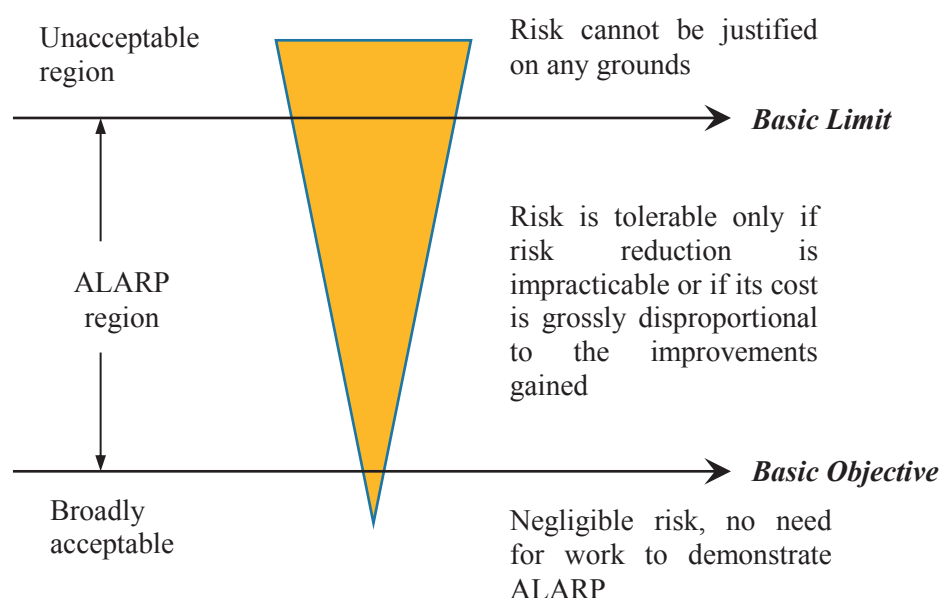 Unacceptable
region
Risk cannot be justified
on any grounds
Basic Limit
ALARP
region
Risk is tolerable only if
risk reduction is
impracticable or if its cost
is grossly disproportional
to the improvements
gained
Basic Objective
Broadly
acceptable
Negligible risk, no need
for work to demonstrate
ALARP